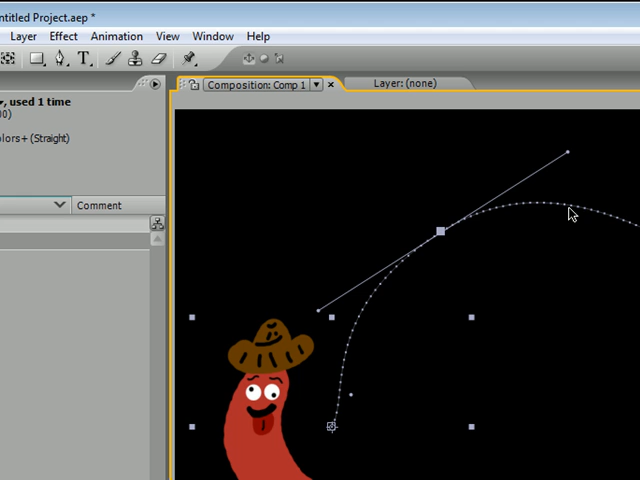 ntitled Project.aep *
Layer Effect Animation View Window Help
T
Composition: Comp 1
Layer: (none)
, used 1 time
00)
olors+ (Straight)
Comment